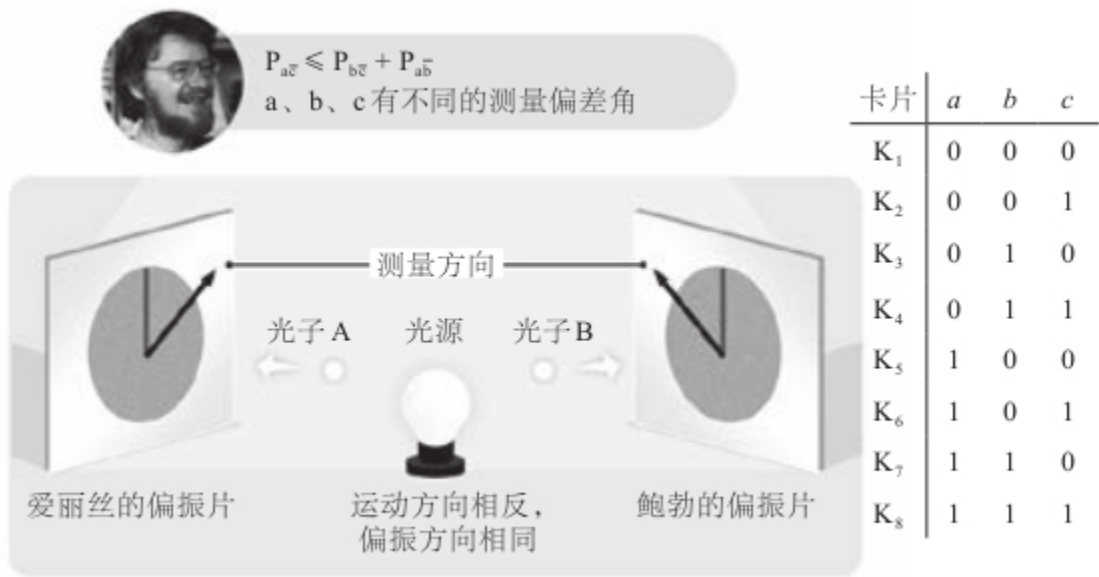 P_{ac̄} ⩽ P_{bc̄} + P_{ab̄}
a、b、c有不同的测量偏差角
测量方向
光子A 光源 光子B
爱丽丝的偏振片 运动方向相反， 鲍勃的偏振片
偏振方向相同
卡片 a b c
K₁ 0 0 0
K₂ 0 0 1
K₃ 0 1 0
K₄ 0 1 1
K₅ 1 0 0
K₆ 1 0 1
K₇ 1 1 0
K₈ 1 1 1